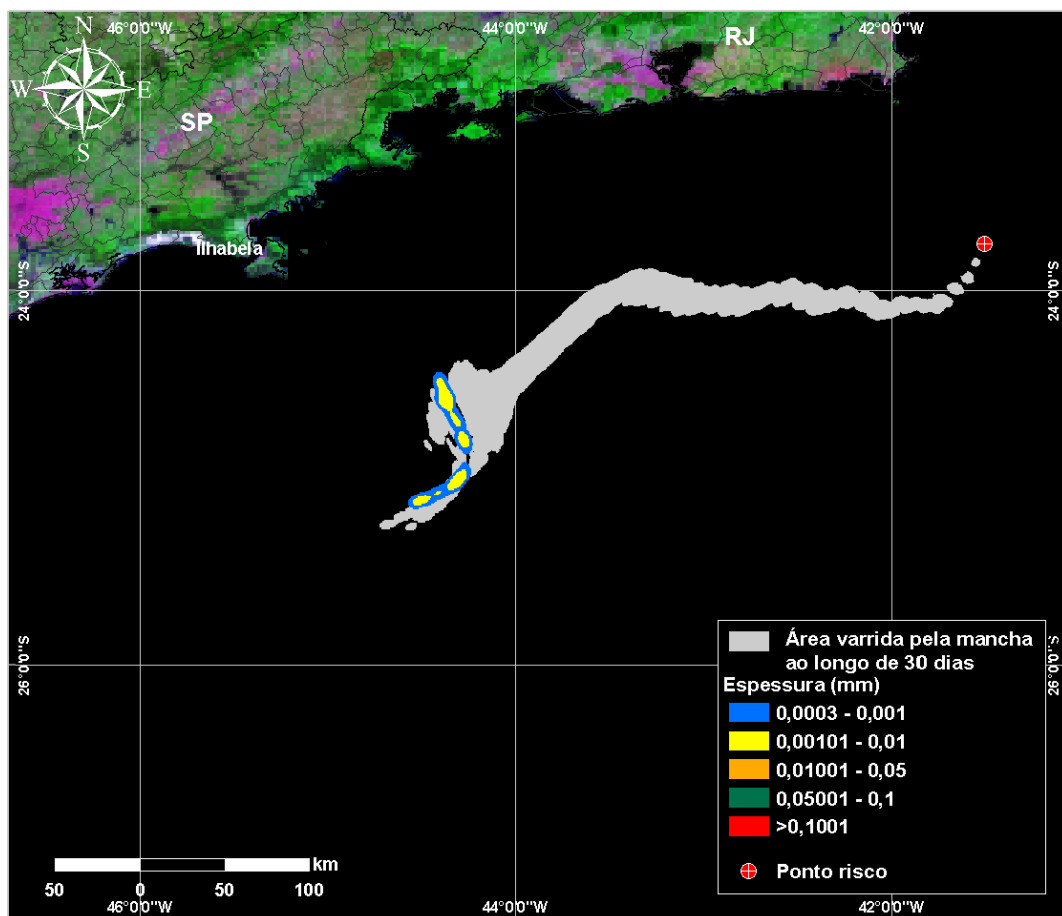 46°0'0"W 44°0'0"W 42°0'0"W
N
W E
S
RJ
SP
Ilhabela
24°0'0"S 24°0'0"S
26°0'0"S 26°0'0"S
Área varrida pela mancha
ao longo de 30 dias
Espessura (mm)
0,0003 - 0,001
0,00101 - 0,01
0,01001 - 0,05
0,05001 - 0,1
>0,1001
Ponto risco
km
50 0 50 100
46°0'0"W 44°0'0"W 42°0'0"W